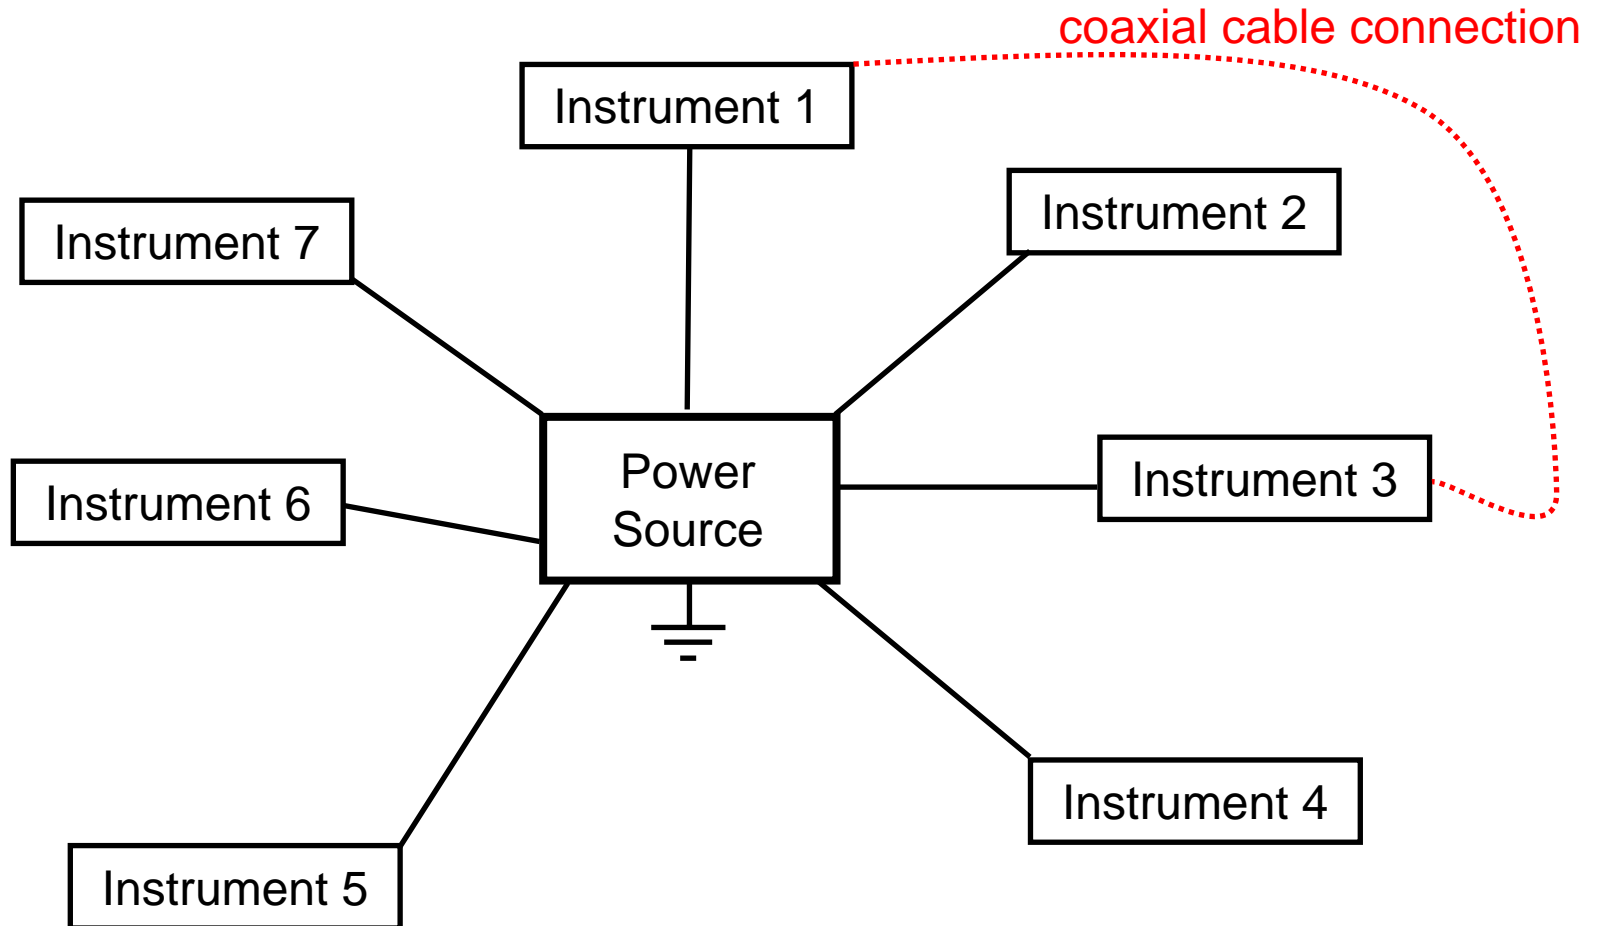 coaxial cable connection
Instrument 1
Instrument 2
Instrument 7
Power
Source
Instrument 3
Instrument 6
Instrument 4
Instrument 5